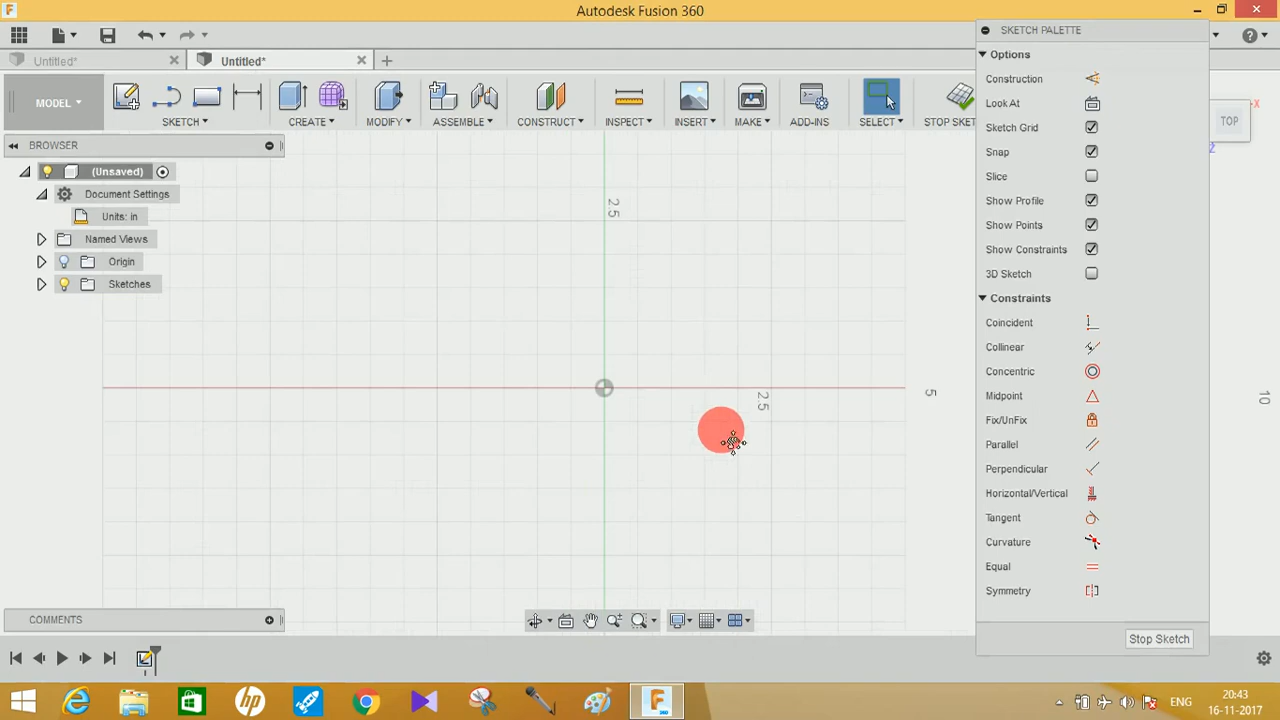 Autodesk Fusion 360
Untitled*
Untitled*
MODEL
SKETCH
CREATE
MODIFY
ASSEMBLE
CONSTRUCT
INSPECT
INSERT
MAKE
ADD-INS
SELECT
STOP SKET
SKETCH PALETTE
Options
Construction
Look At
Sketch Grid
Snap
Slice
Show Profile
Show Points
Show Constraints
3D Sketch
Constraints
Coincident
Collinear
Concentric
Midpoint
Fix/UnFix
Parallel
Perpendicular
Horizontal/Vertical
Tangent
Curvature
Equal
Symmetry
Stop Sketch
TOP
X
Z
BROWSER
(Unsaved)
Document Settings
Units: in
Named Views
Origin
Sketches
2.5
2.5
5
10
COMMENTS
ENG
20:43
16-11-2017
360